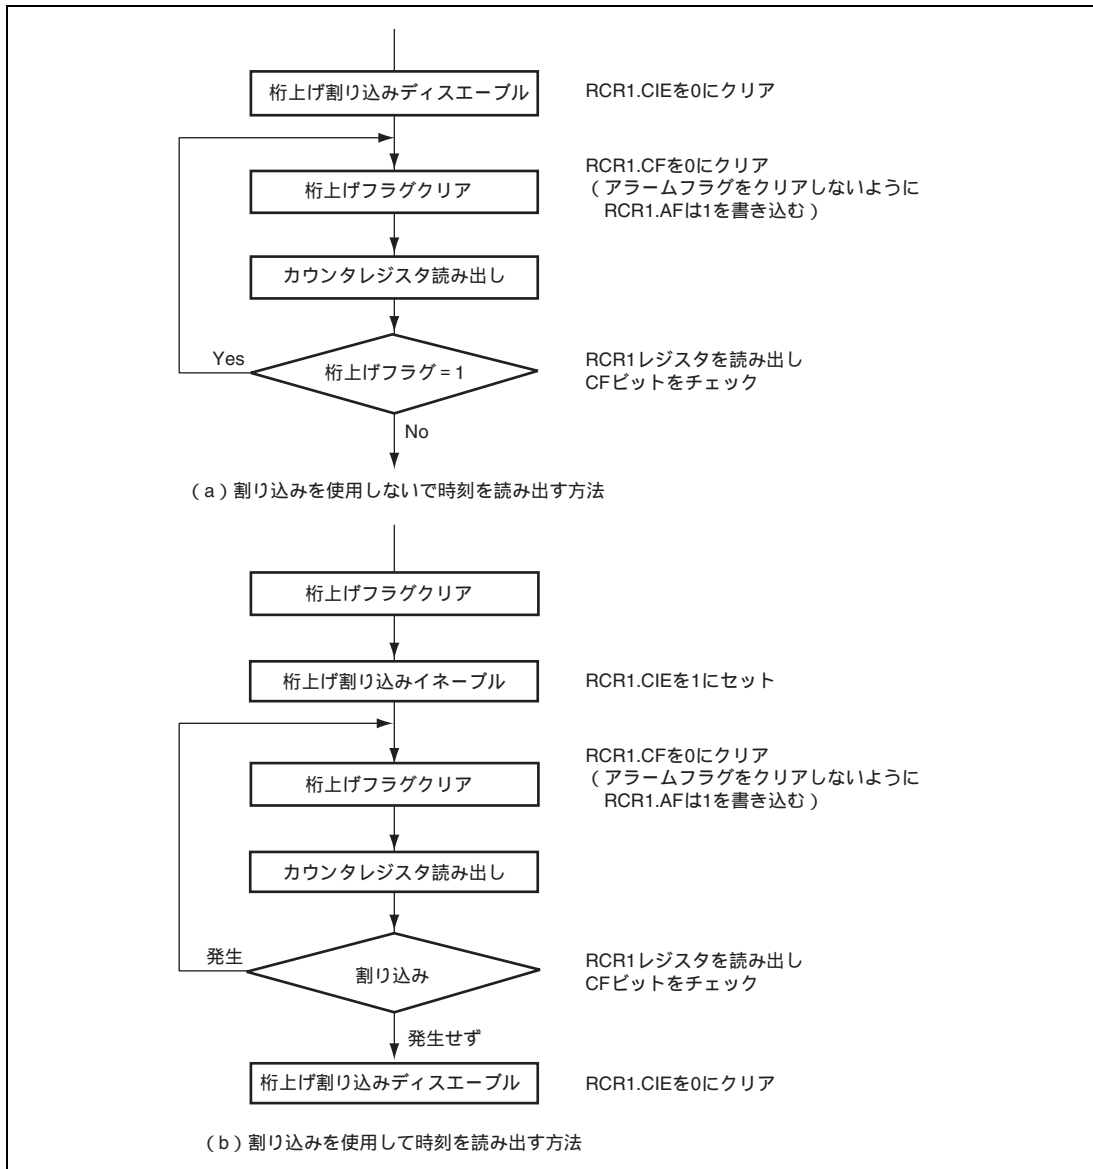 桁上げ割り込みディスエーブル
RCR1.CIEを0にクリア
桁上げフラグクリア
RCR1.CFを0にクリア
(アラームフラグをクリアしないように
RCR1.AFは1を書き込む)
カウンタレジスタ読み出し
Yes
桁上げフラグ=1
RCR1レジスタを読み出し
CFビットをチェック
No
(a)割り込みを使用しないで時刻を読み出す方法
桁上げフラグクリア
桁上げ割り込みイネーブル
RCR1.CIEを1にセット
桁上げフラグクリア
RCR1.CFを0にクリア
(アラームフラグをクリアしないように
RCR1.AFは1を書き込む)
カウンタレジスタ読み出し
発生
割り込み
RCR1レジスタを読み出し
CFビットをチェック
発生せず
桁上げ割り込みディスエーブル
RCR1.CIEを0にクリア
(b)割り込みを使用して時刻を読み出す方法